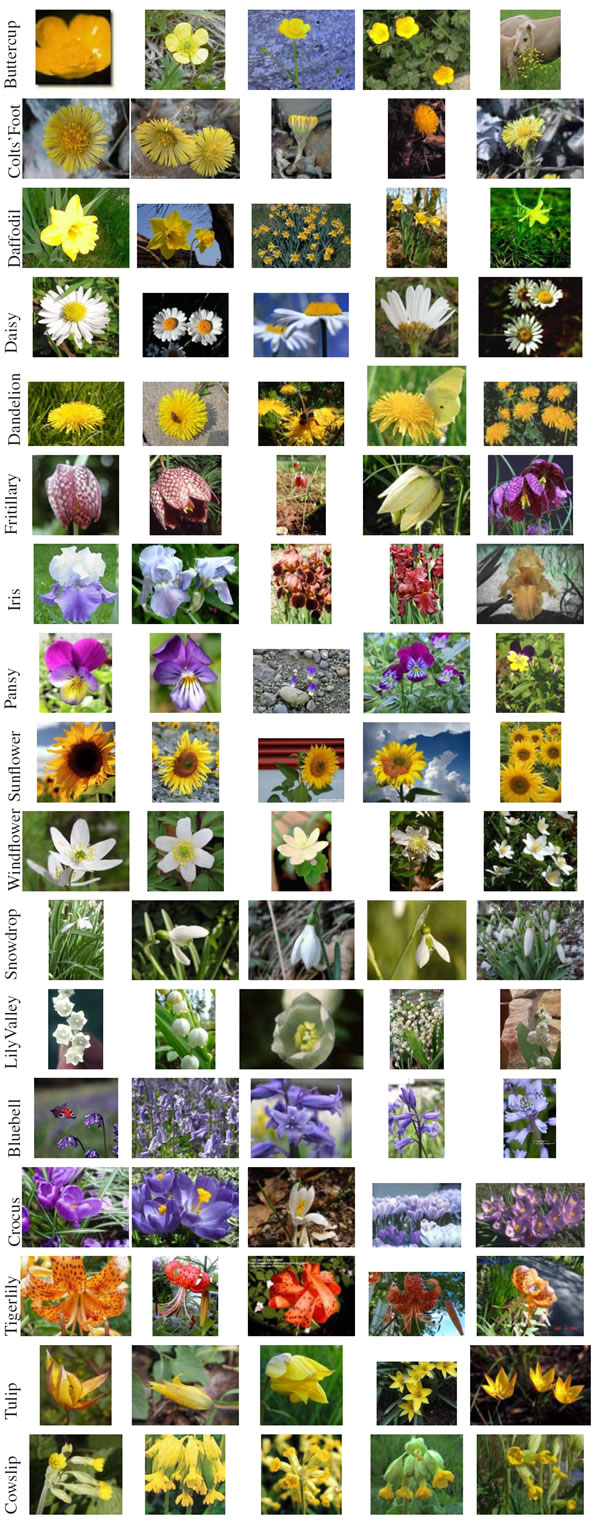 Buttercup
Colts'Foot
Daffodil
Daisy
Dandelion
Fritillary
Iris
Pansy
Sunflower
Windflower
Snowdrop
LilyValley
Bluebell
Crocus
Tigerlily
Tulip
Cowslip